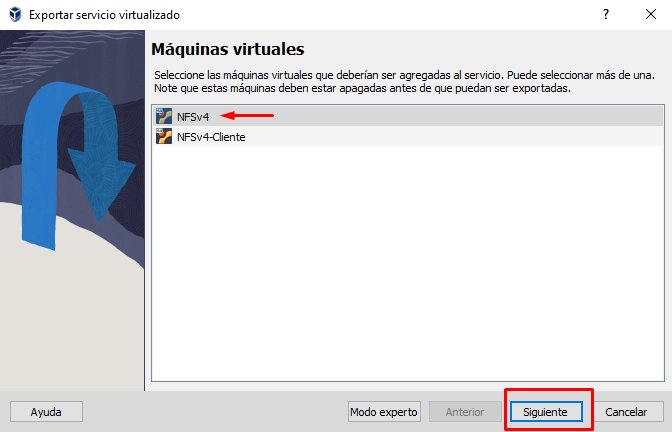 Exportar servicio virtualizado
Máquinas virtuales
Seleccione las máquinas virtuales que deberían ser agregadas al servicio. Puede seleccionar más de una.
Note que estas máquinas deben estar apagadas antes de que puedan ser exportadas.
NFSv4
NFSv4-Cliente
Ayuda
Modo experto
Anterior
Siguiente
Cancelar